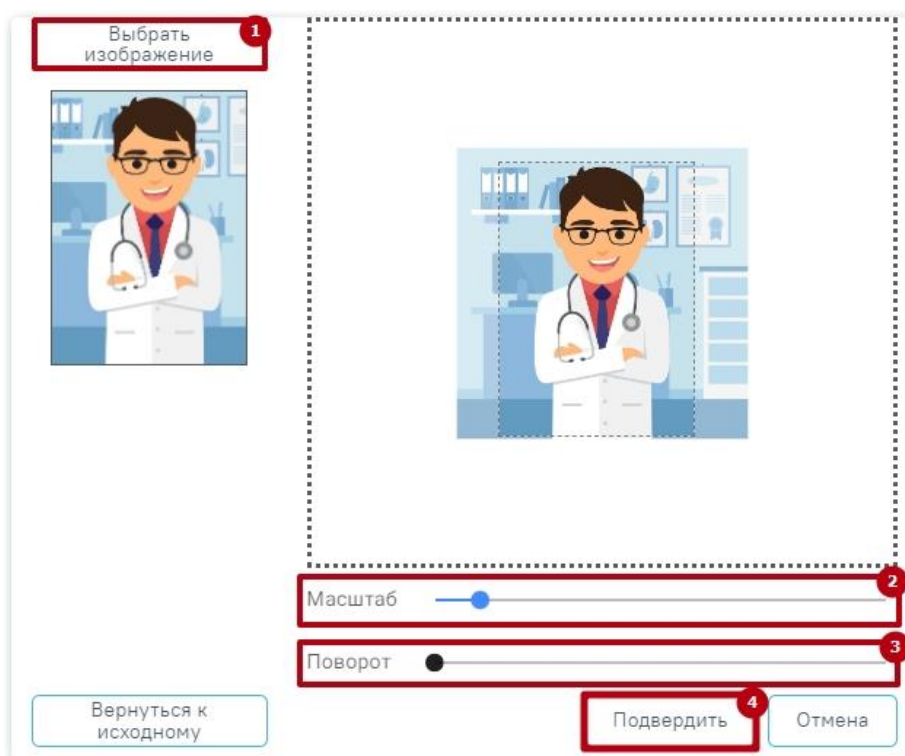 Выбрать
изображение
1
2
Масштаб
3
Поворот
Вернуться к
исходному
4
Подвердить
Отмена